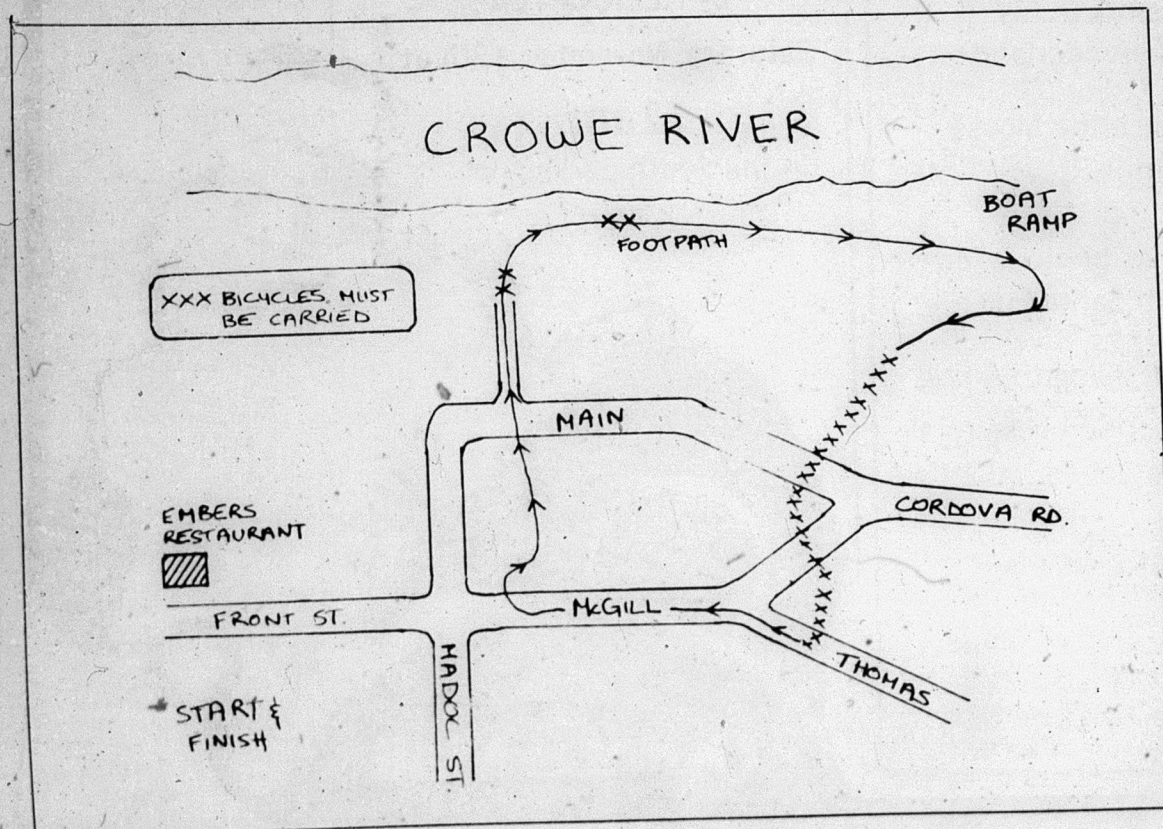 CROWE RIVER
BOAT
RAMP
FOOTPATH
XXX BICYCLES MUST
BE CARRIED
MAIN
CORDOVA RD.
EMBERS
RESTAURANT
FRONT ST.
McGILL
THOMAS
MADOC ST.
START &
FINISH